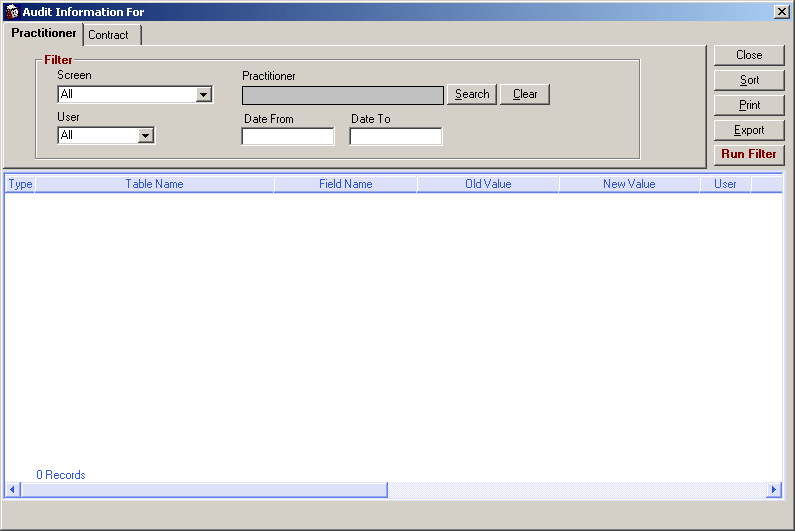 Audit Information For
Practitioner Contract
Filter
Screen Practitioner
All Search Clear
User Date From Date To
All
Close
Sort
Print
Export
Run Filter
Type Table Name Field Name Old Value New Value User
0 Records